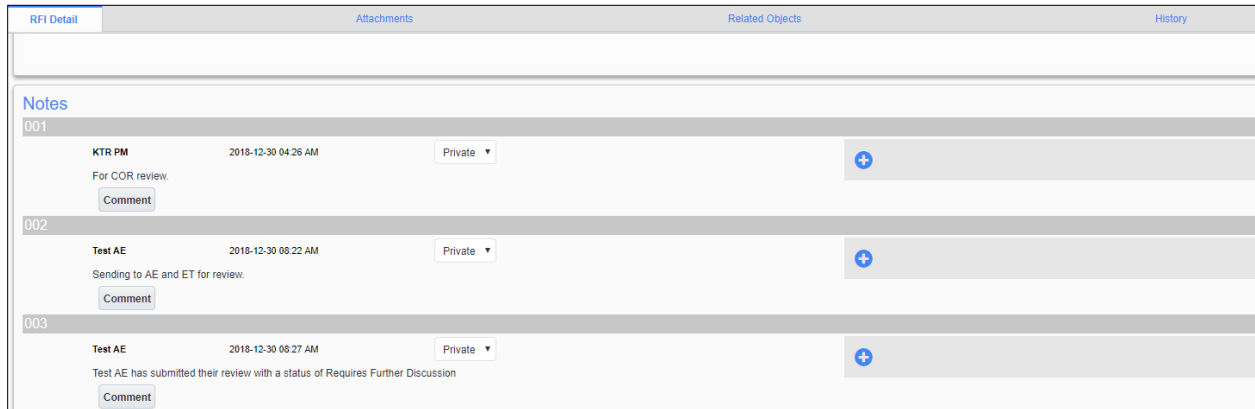 RFI Detail Attachments Related Objects History
Notes
001
KTR PM 2018-12-30 04:26 AM Private
For COR review.
Comment
002
Test AE 2018-12-30 08:22 AM Private
Sending to AE and ET for review.
Comment
003
Test AE 2018-12-30 08:27 AM Private
Test AE has submitted their review with a status of Requires Further Discussion
Comment